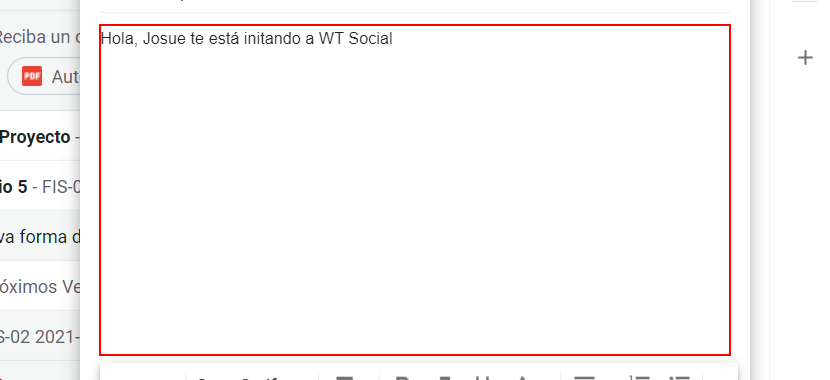 Hola, Josue te está initando a WT Social
Reciba un c
PDF Aut
Proyecto -
io 5 - FIS-0
va forma d
óximos Ve
S-02 2021-